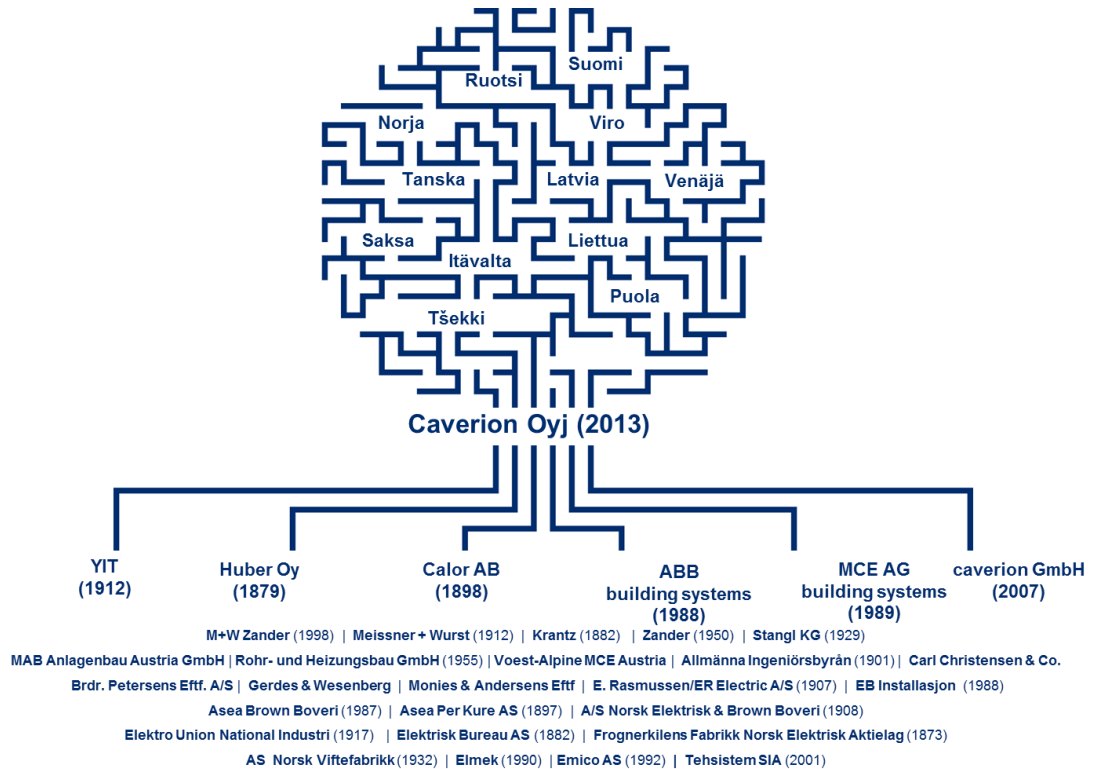 Suomi
Ruotsi
Norja
Viro
Tanska
Latvia
Venäjä
Saksa
Liettua
Itävalta
Puola
Tšekki
Caverion Oyj (2013)
YIT
(1912)
Huber Oy
(1879)
Calor AB
(1898)
ABB
building systems
(1988)
MCE AG
building systems
(1989)
caverion GmbH
(2007)
M+W Zander (1998) | Meissner + Wurst (1912) | Krantz (1882) | Zander (1950) | Stangl KG (1929)
MAB Anlagenbau Austria GmbH | Rohr- und Heizungsbau GmbH (1955) | Voest-Alpine MCE Austria | Allmänna Ingeniörsbyrån (1901) | Carl Christensen & Co.
Brdr. Petersens Eftf. A/S | Gerdes & Wesenberg | Monies & Andersens Eftf | E. Rasmussen/ER Electric A/S (1907) | EB Installasjon (1988)
Asea Brown Boveri (1987) | Asea Per Kure AS (1897) | A/S Norsk Elektrisk & Brown Boveri (1908)
Elektro Union National Industri (1917) | Elektrisk Bureau AS (1882) | Frognerkilens Fabrikk Norsk Elektrisk Aktielag (1873)
AS Norsk Viftefabrikk (1932) | Elmek (1990) | Emico AS (1992) | Tehsistem SIA (2001)